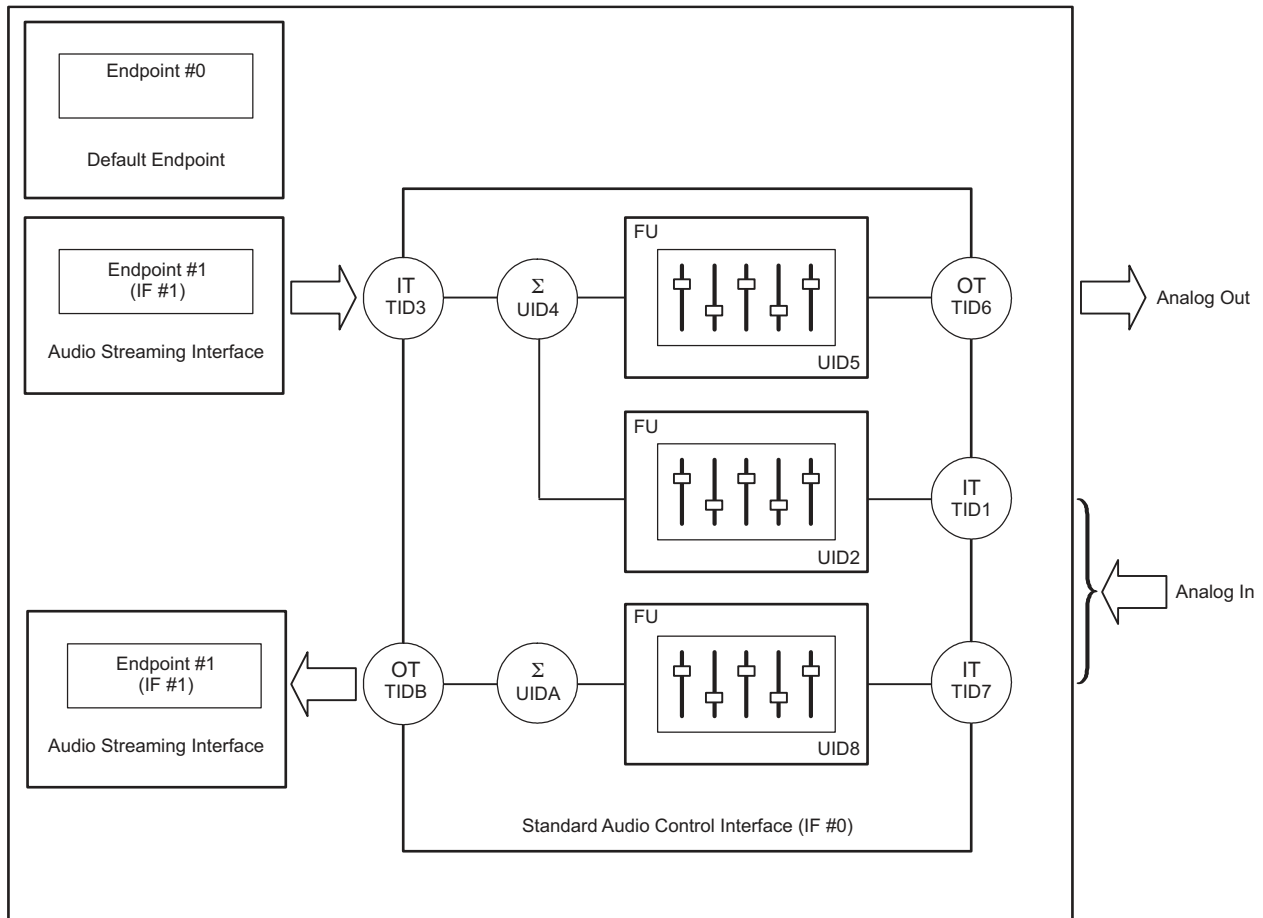 Endpoint #0
Default Endpoint
Endpoint #1
(IF #1)
Audio Streaming Interface
IT
TID3
Σ
UID4
FU
UID5
OT
TID6
Analog Out
FU
UID2
IT
TID1
Analog In
Endpoint #1
(IF #1)
Audio Streaming Interface
OT
TIDB
Σ
UIDA
FU
UID8
IT
TID7
Standard Audio Control Interface (IF #0)